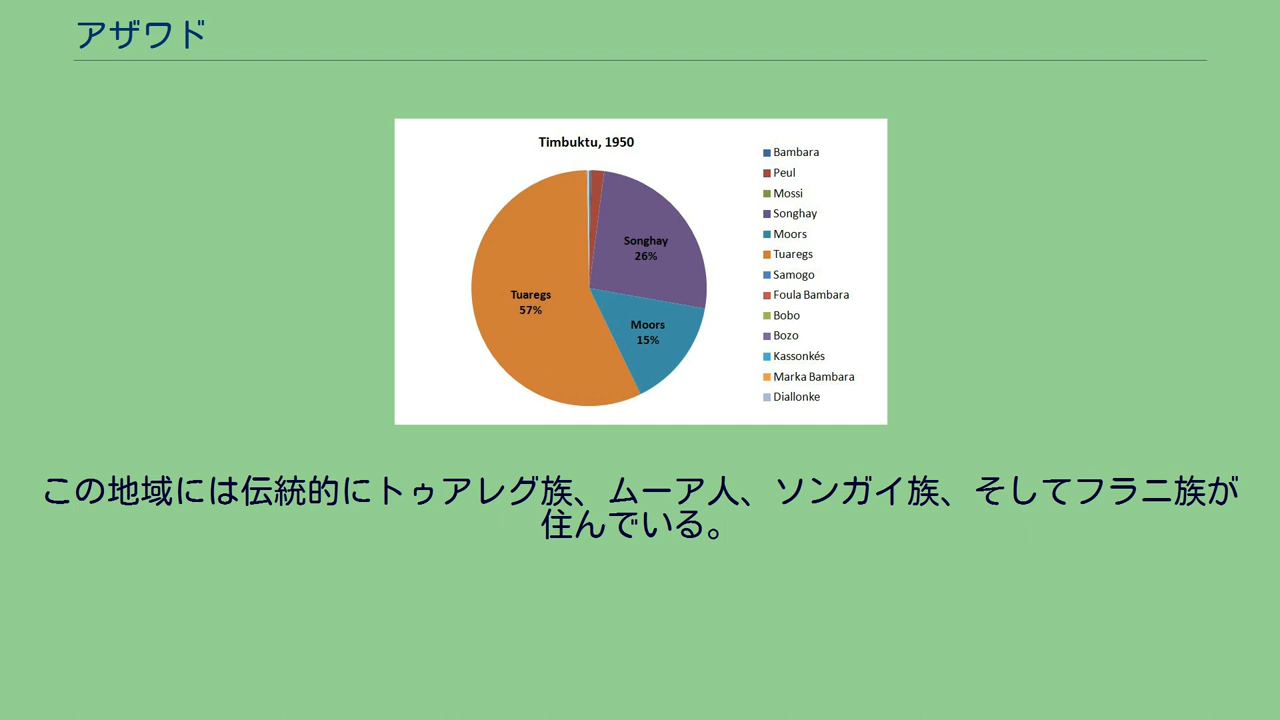 アザワド
Timbuktu, 1950
Songhay
26%
Tuaregs
57%
Moors
15%
Bambara
Peul
Mossi
Songhay
Moors
Tuaregs
Samogo
Foula Bambara
Bobo
Bozo
Kassonkés
Marka Bambara
Diallonke
この地域には伝統的にトゥアレグ族、ムーア人、ソンガイ族、そしてフラニ族が
住んでいる。